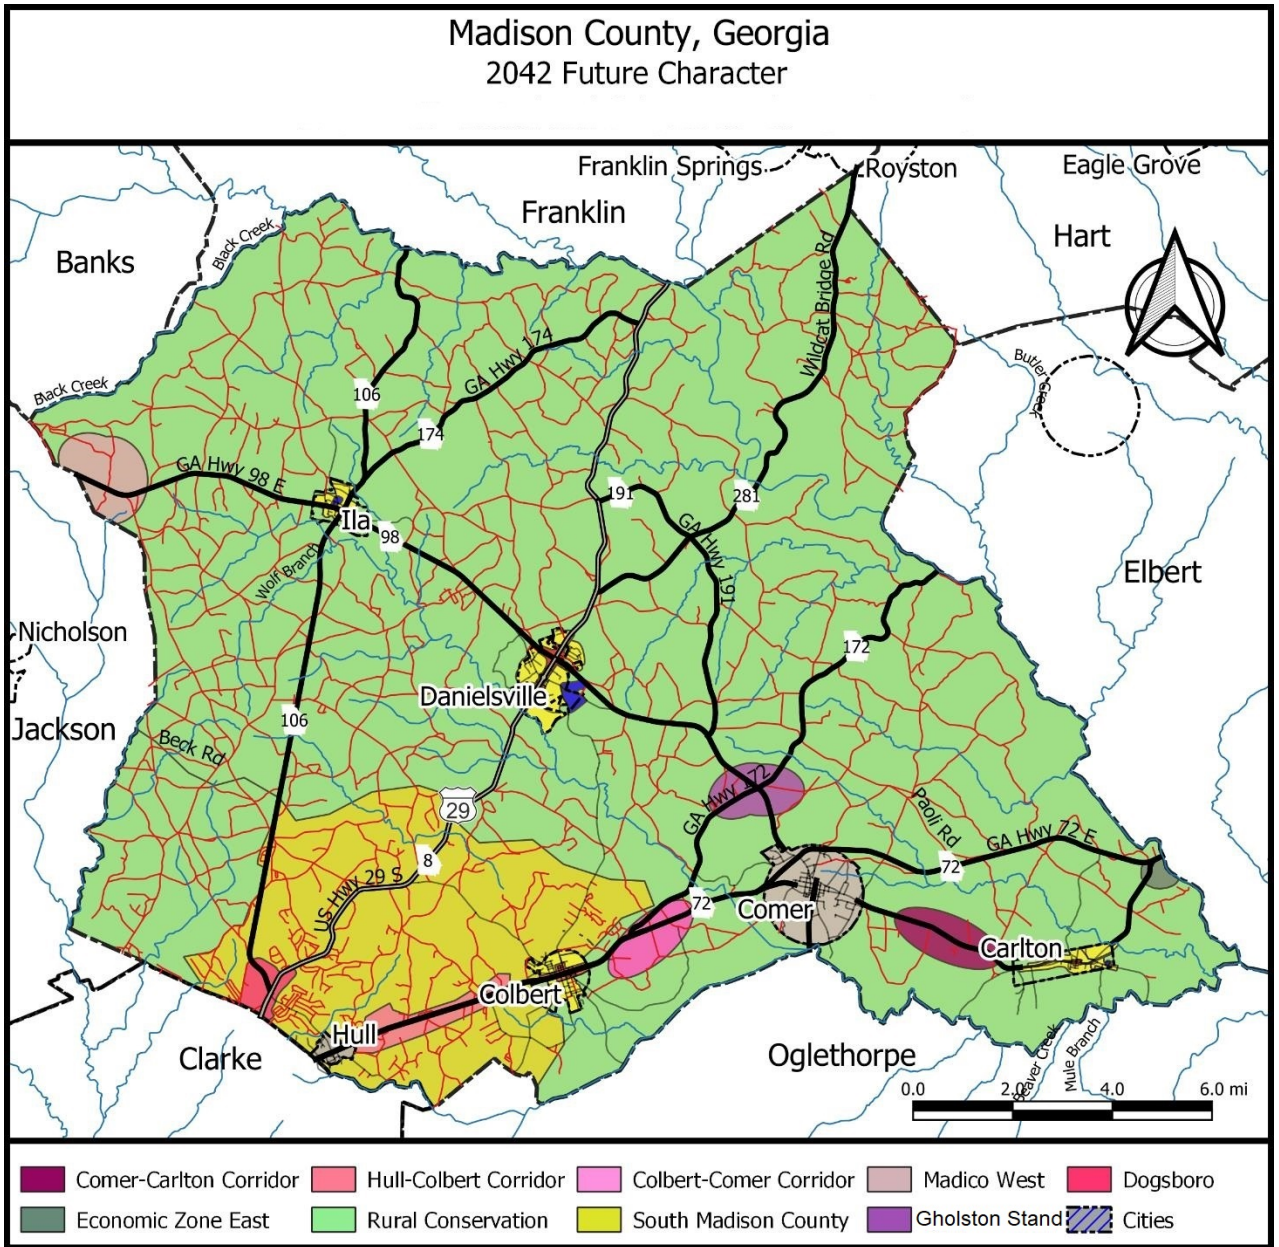 Madison County, Georgia
2042 Future Character
Franklin Springs
Royston
Eagle Grove
Franklin
Hart
Banks
Black Creek
Wildcat Bridge Rd
GA Hwy 174
Butler Creek
Black Creek
106
174
GA Hwy 98 E
191
281
Ila
98
GA Hwy 191
Wolf Branch
Elbert
Nicholson
172
Danielsville
Jackson
106
Beck Rd
GA Hwy 72
29
Paoli Rd
GA Hwy 72 E
8
72
US Hwy 29 S
72
Comer
Carlton
Colbert
Hull
Clarke
Oglethorpe
Beaver Creek
Mule Branch
0.0 2.0 4.0 6.0 mi
Comer-Carlton Corridor Hull-Colbert Corridor Colbert-Comer Corridor Madico West Dogsboro
Economic Zone East Rural Conservation South Madison County Gholston Stand Cities